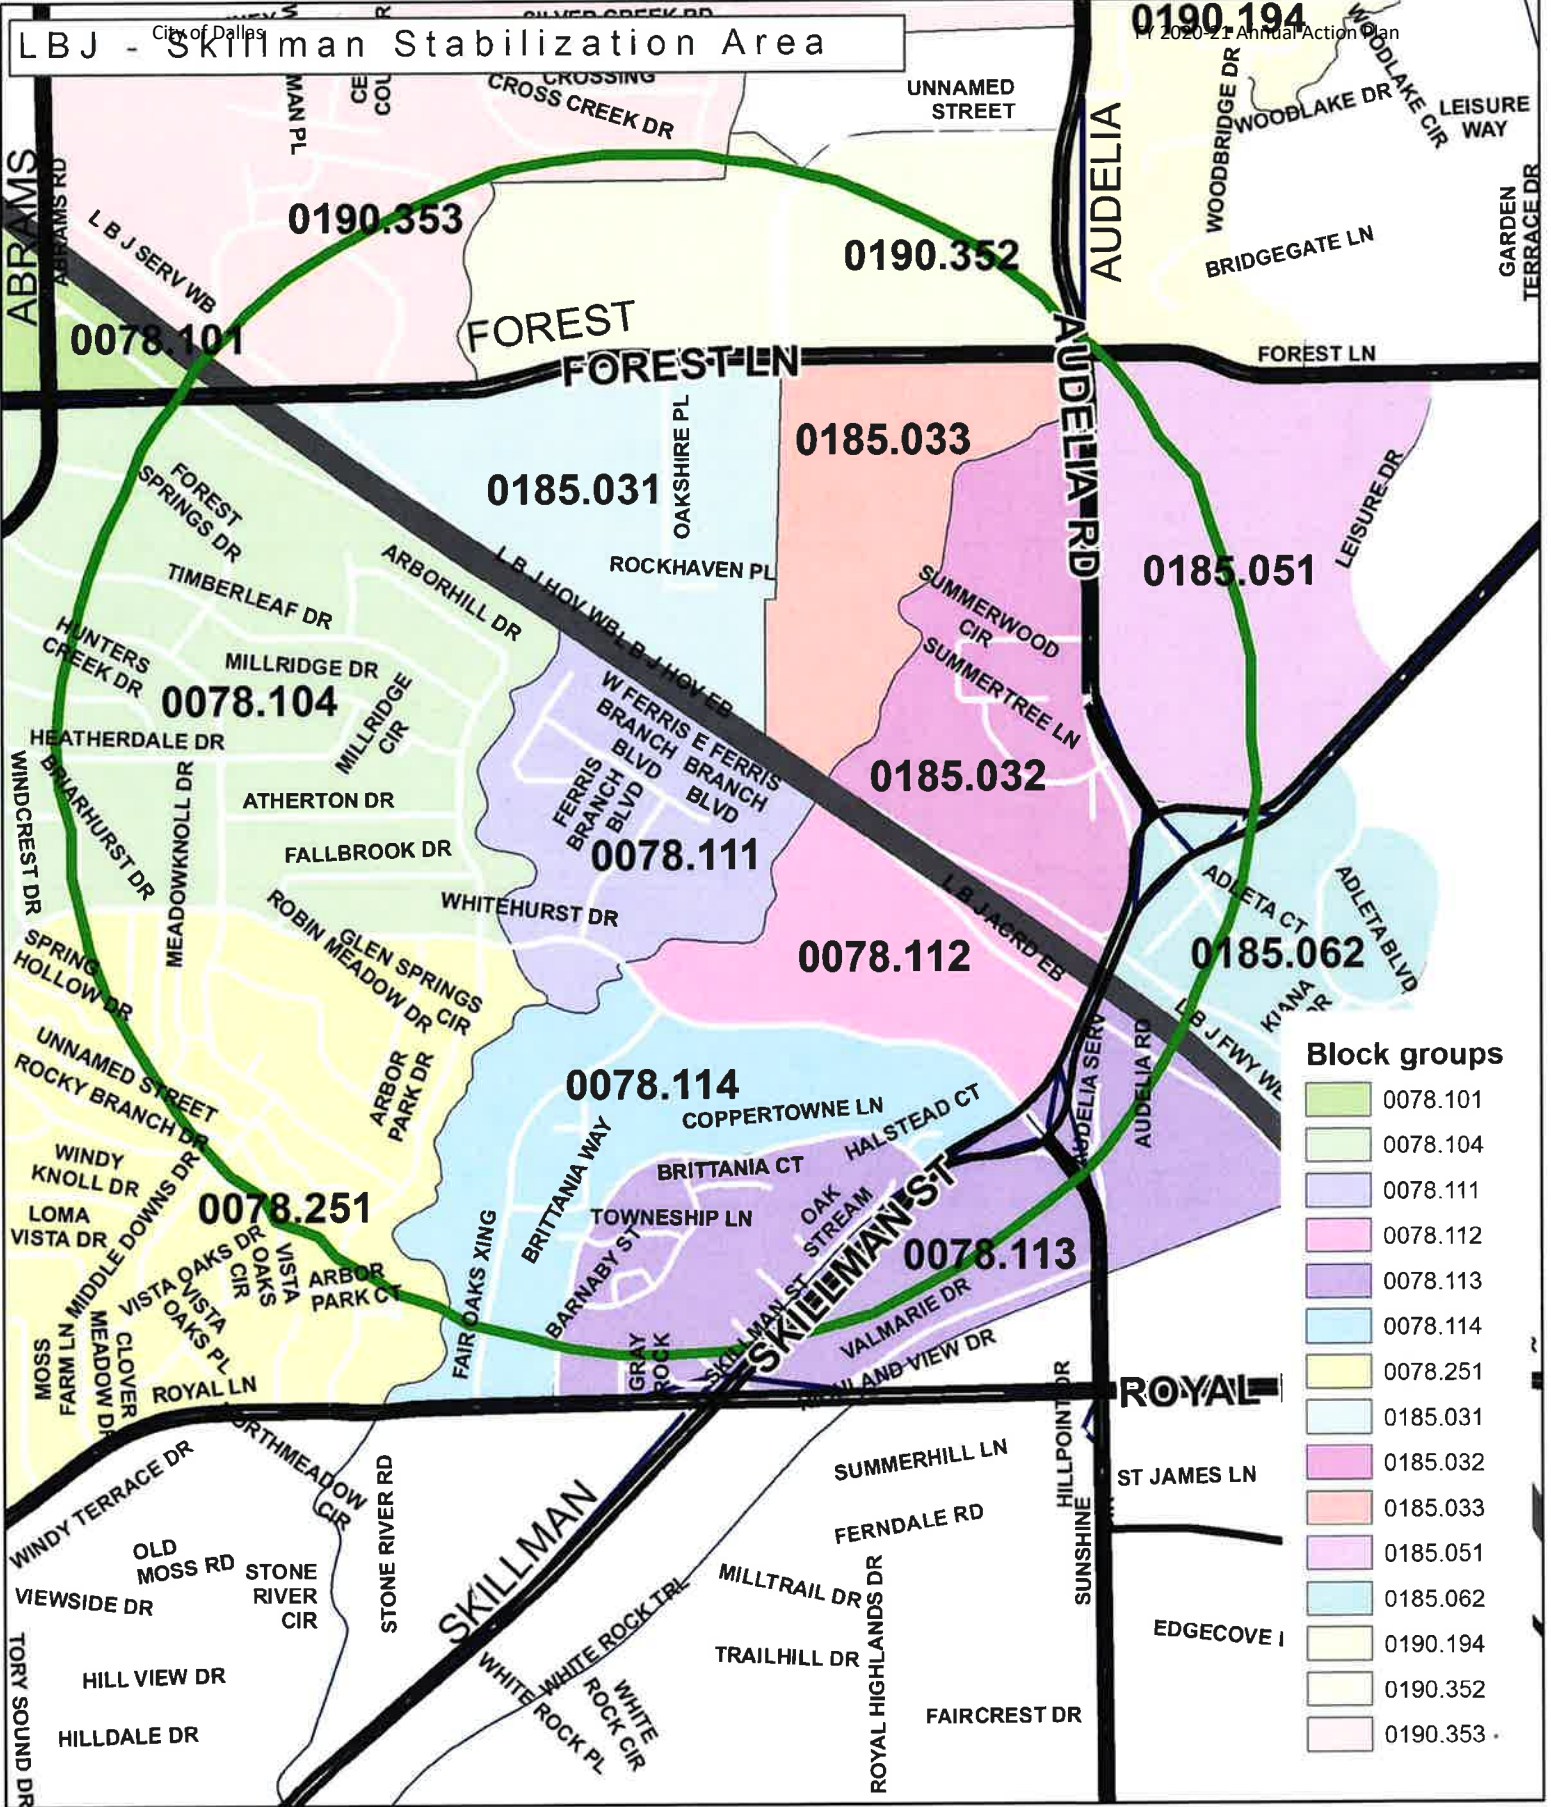 City of Dallas
FY 2020-21 Annual Action Plan
LBJ - Skillman Stabilization Area
0190.194
CROSSING
CROSS CREEK DR
UNNAMED
STREET
AUDELIA
WOODBRIDGE DR
WOODLAKE DR
WOODLAKE CIR
LEISURE
WAY
GARDEN
TERRACE DR
BRIDGEGATE LN
ABRAMS
ABRAMS RD
L B J SERV WB
0190.353
0190.352
0078.101
FOREST
FOREST LN
FOREST LN
AUDELIA RD
0185.033
0185.031
OAKSHIRE PL
ROCKHAVEN PL
0185.051
LEISURE DR
FOREST
SPRINGS DR
TIMBERLEAF DR
ARBORHILL DR
L B J HOV WB
L B J HOV EB
SUMMERWOOD
CIR
SUMMERTREE LN
HUNTERS
CREEK DR
MILLRIDGE DR
0078.104
MILLRIDGE
CIR
HEATHERDALE DR
W FERRIS
BRANCH
BLVD
E FERRIS
BRANCH
BLVD
FERRIS
BRANCH
BLVD
0185.032
WINDCREST DR
BRIARHURST DR
MEADOWKNOLL DR
ATHERTON DR
FALLBROOK DR
0078.111
WHITEHURST DR
L B J ACRD EB
ADLETA CT
ADLETA BLVD
0185.062
0078.112
ROBIN MEADOW DR
GLEN SPRINGS
CIR
SPRING
HOLLOW DR
KIANA
DR
L B J FWY WB
UNNAMED STREET
ROCKY BRANCH DR
ARBOR
PARK DR
0078.114
COPPERTOWNE LN
HALSTEAD CT
AUDELIA SERV
AUDELIA RD
WINDY
KNOLL DR
BRITTANIA WAY
BRITTANIA CT
LOMA
VISTA DR
MIDDLE DOWNS DR
0078.251
TOWNESHIP LN
OAK
STREAM
SKILLMAN ST
0078.113
VISTA OAKS DR
VISTA
OAKS
CIR
VISTA
OAKS PL
ARBOR
PARK CT
FAIR OAKS XING
BARNABY ST
SKILLMAN ST
VALMARIE DR
MOSS
FARM LN
CLOVER
MEADOW DR
ROYAL LN
GRAY
ROCK
HILLPOINT DR
ROYAL
NORTHMEADOW
CIR
WINDY TERRACE DR
STONE RIVER RD
SUMMERHILL LN
ST JAMES LN
FERNDALE RD
SUNSHINE
OLD
MOSS RD
VIEWSIDE DR
STONE
RIVER
CIR
SKILLMAN
MILLTRAIL DR
WHITE ROCK TRL
TRAILHILL DR
ROYAL HIGHLANDS DR
EDGECOVE
TORY SOUND DR
HILL VIEW DR
HILLDALE DR
WHITE ROCK PL
WHITE
ROCK CIR
FAIRCREST DR
Block groups
0078.101
0078.104
0078.111
0078.112
0078.113
0078.114
0078.251
0185.031
0185.032
0185.033
0185.051
0185.062
0190.194
0190.352
0190.353